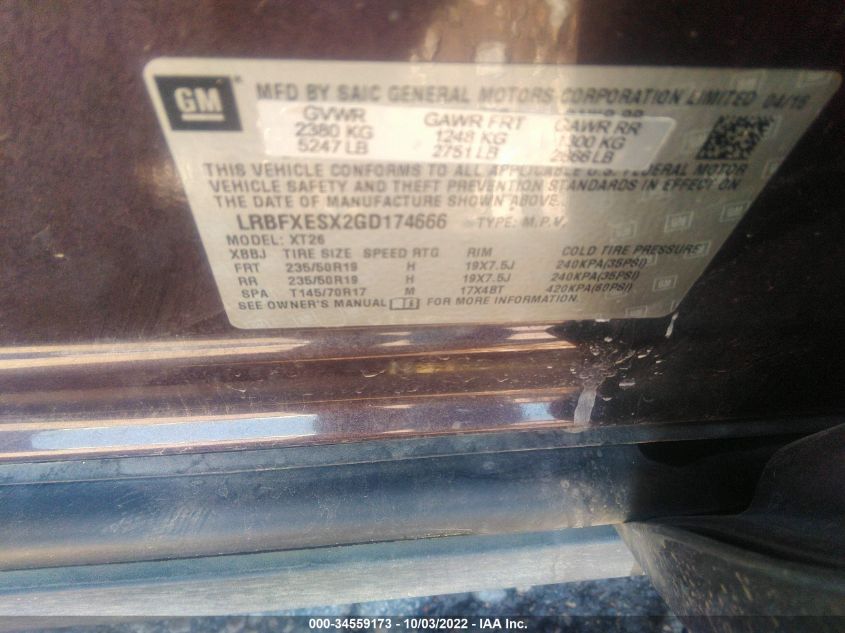 GM
MFD BY SAIC GENERAL MOTORS CORPORATION LIMITED 04/16
GVWR GAWR FRT GAWR RR
2380 KG 1248 KG 1300 KG
5247 LB 2751 LB 2866 LB
THIS VEHICLE CONFORMS TO ALL APPLICABLE U.S. FEDERAL MOTOR
VEHICLE SAFETY AND THEFT PREVENTION STANDARDS IN EFFECT ON
THE DATE OF MANUFACTURE SHOWN ABOVE.
LRBFXESX2GD174666 TYPE: M.P.V.
MODEL: XT26
XBBJ TIRE SIZE SPEED RTG RIM COLD TIRE PRESSURE
FRT 235/50R19 H 19X7.5J 240KPA(35PSI)
RR 235/50R19 H 19X7.5J 240KPA(35PSI)
SPA T145/70R17 M 17X4BT 420KPA(60PSI)
SEE OWNER'S MANUAL FOR MORE INFORMATION.
000-34559173 - 10/03/2022 - IAA Inc.